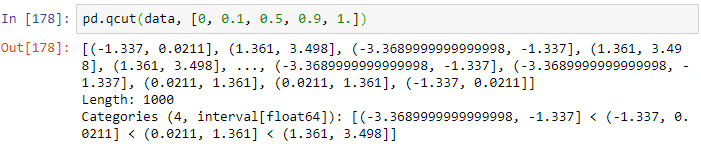 In [178]: pd.qcut(data, [0, 0.1, 0.5, 0.9, 1.])
Out[178]: [(-1.337, 0.0211], (1.361, 3.498], (-3.3689999999999998, -1.337], (1.361, 3.49
8], (1.361, 3.498], ..., (-3.3689999999999998, -1.337], (-3.3689999999999998, -
1.337], (0.0211, 1.361], (0.0211, 1.361], (-1.337, 0.0211]]
Length: 1000
Categories (4, interval[float64]): [(-3.3689999999999998, -1.337] < (-1.337, 0.
0211] < (0.0211, 1.361] < (1.361, 3.498]]